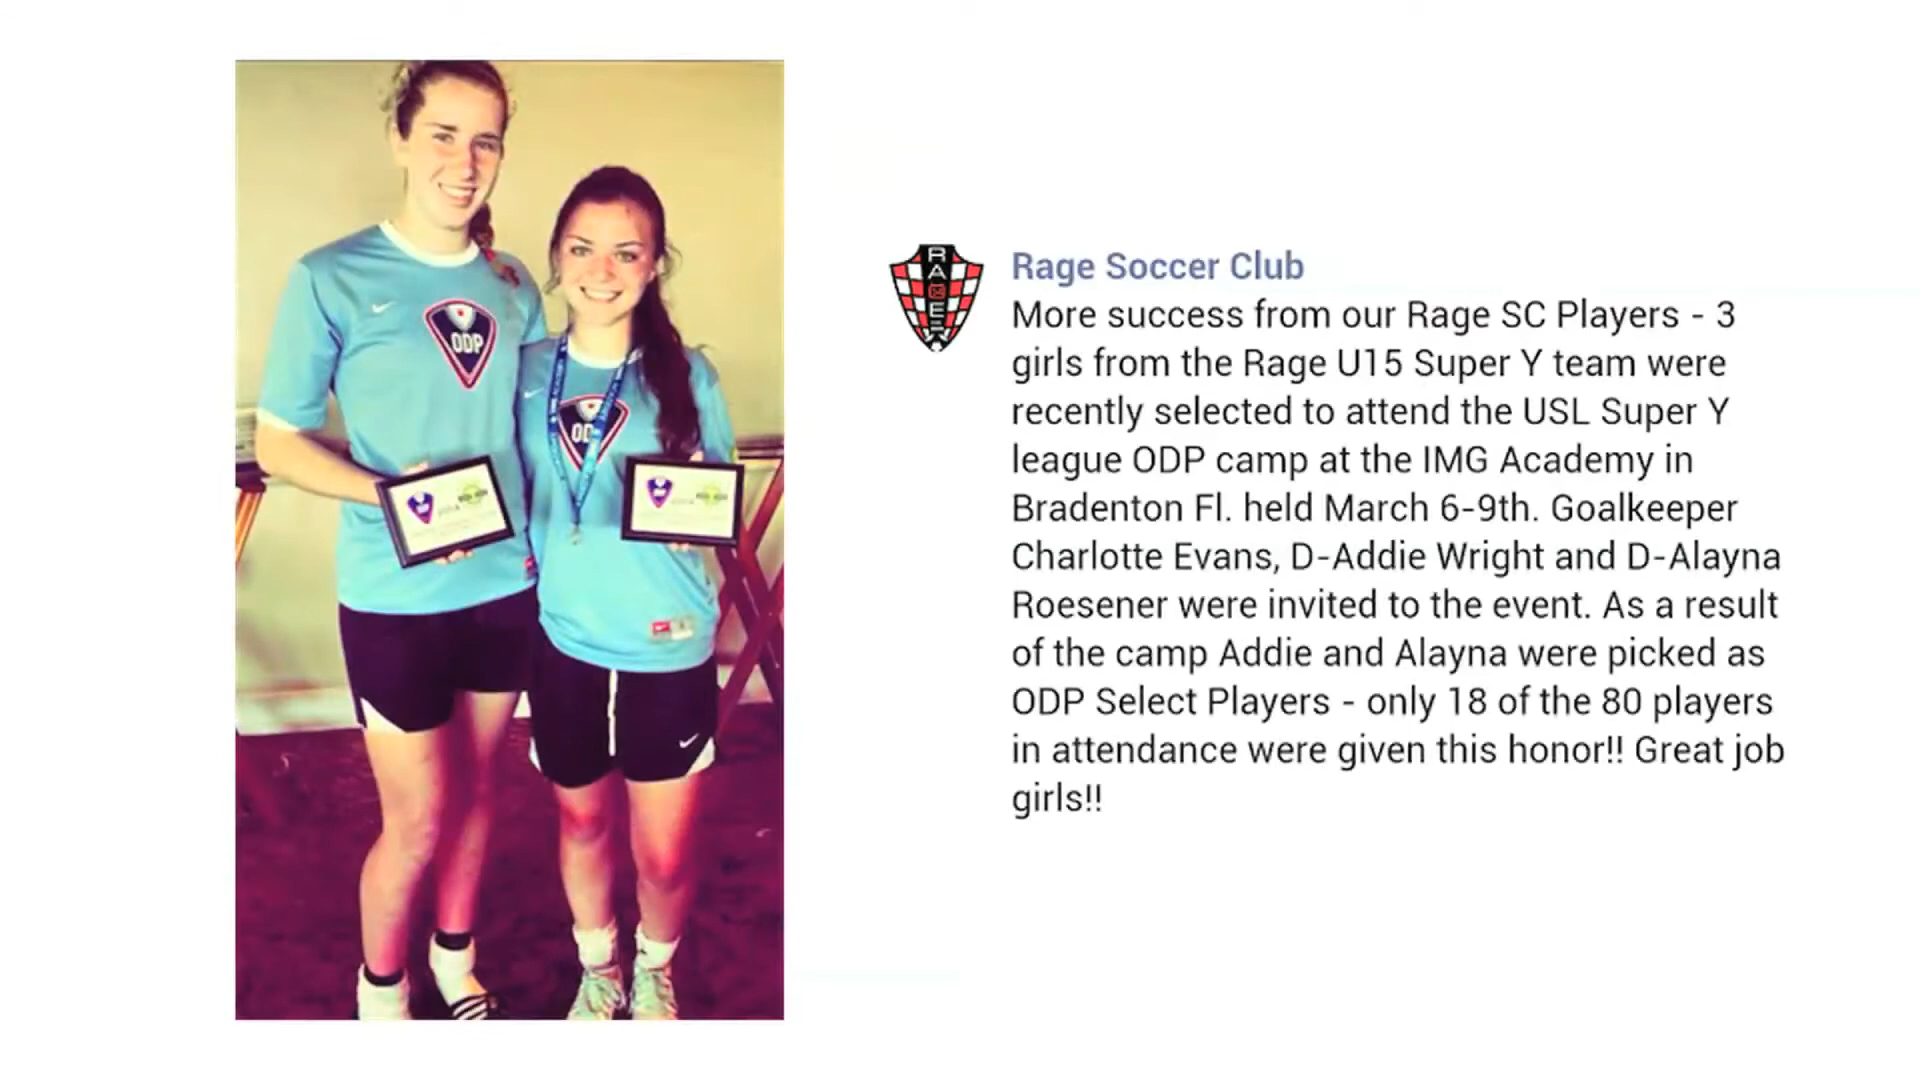 ODP
OD
RAGE
Rage Soccer Club
More success from our Rage SC Players - 3
girls from the Rage U15 Super Y team were
recently selected to attend the USL Super Y
league ODP camp at the IMG Academy in
Bradenton Fl. held March 6-9th. Goalkeeper
Charlotte Evans, D-Addie Wright and D-Alayna
Roesener were invited to the event. As a result
of the camp Addie and Alayna were picked as
ODP Select Players - only 18 of the 80 players
in attendance were given this honor!! Great job
girls!!